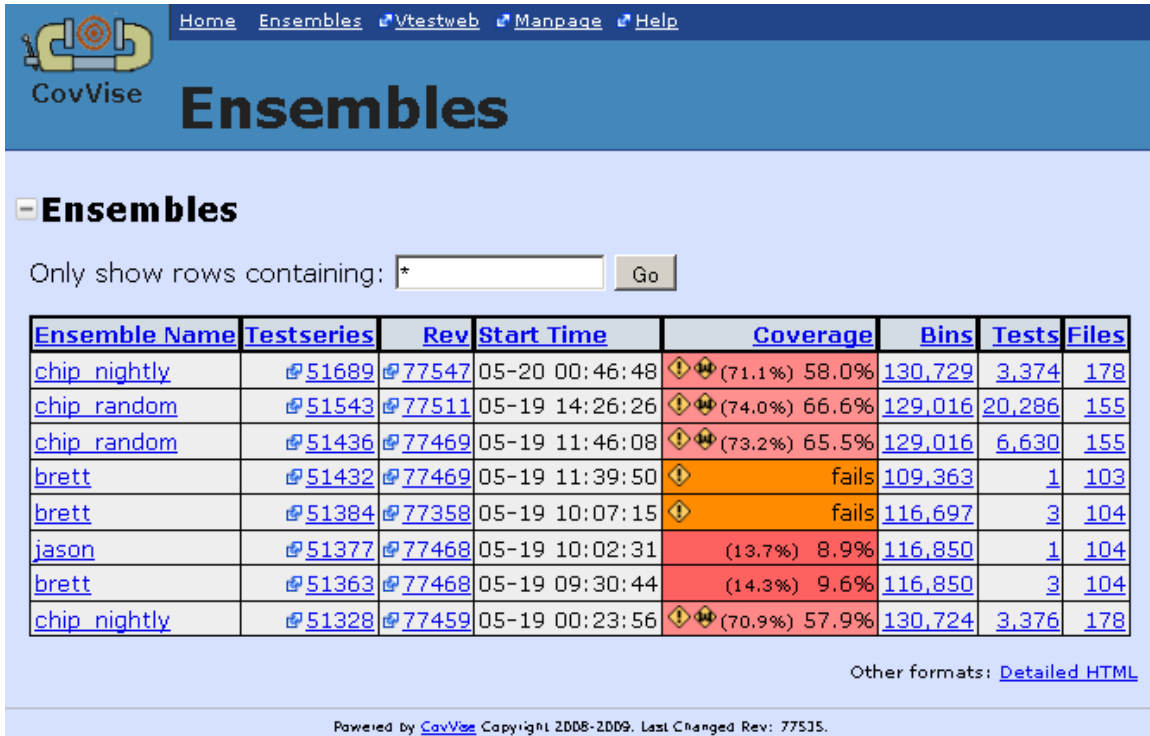 Home Ensembles Vtestweb Manpage Help
CovVise
Ensembles
Ensembles
Only show rows containing: * Go
Ensemble Name Testseries Rev Start Time Coverage Bins Tests Files
chip_nightly 51689 77547 05-20 00:46:48 (71.1%) 58.0% 130,729 3,374 178
chip_random 51543 77511 05-19 14:26:26 (74.0%) 66.6% 129,016 20,286 155
chip_random 51436 77469 05-19 11:46:08 (73.2%) 65.5% 129,016 6,630 155
brett 51432 77469 05-19 11:39:50 fails 109,363 1 103
brett 51384 77358 05-19 10:07:15 fails 116,697 3 104
jason 51377 77468 05-19 10:02:31 (13.7%) 8.9% 116,850 1 104
brett 51363 77468 05-19 09:30:44 (14.3%) 9.6% 116,850 3 104
chip_nightly 51328 77459 05-19 00:23:56 (70.9%) 57.9% 130,724 3,376 178
Other formats: Detailed HTML
Powered by CovVise Copyright 2008-2009. Last Changed Rev: 77535.